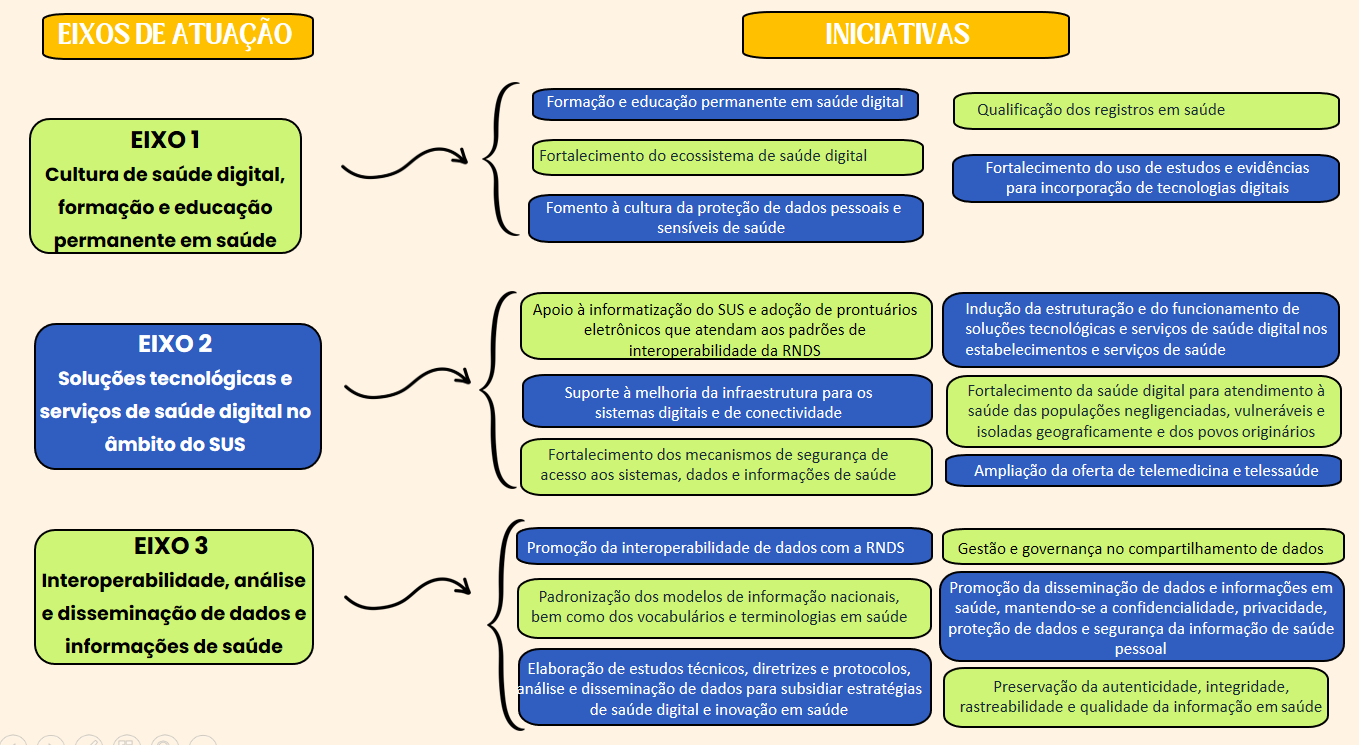 EIXOS DE ATUAÇÃO
INICIATIVAS
EIXO 1
Cultura de saúde digital,
formação e educação
permanente em saúde
Formação e educação permanente em saúde digital
Fortalecimento do ecossistema de saúde digital
Fomento à cultura da proteção de dados pessoais e
sensíveis de saúde
Qualificação dos registros em saúde
Fortalecimento do uso de estudos e evidências
para incorporação de tecnologias digitais
EIXO 2
Soluções tecnológicas e
serviços de saúde digital no
âmbito do SUS
Apoio à informatização do SUS e adoção de prontuários
eletrônicos que atendam aos padrões de
interoperabilidade da RNDS
Suporte à melhoria da infraestrutura para os
sistemas digitais e de conectividade
Fortalecimento dos mecanismos de segurança de
acesso aos sistemas, dados e informações de saúde
Indução da estruturação e do funcionamento de
soluções tecnológicas e serviços de saúde digital nos
estabelecimentos e serviços de saúde
Fortalecimento da saúde digital para atendimento à
saúde das populações negligenciadas, vulneráveis e
isoladas geograficamente e dos povos originários
Ampliação da oferta de telemedicina e telessaúde
EIXO 3
Interoperabilidade, análise
e disseminação de dados e
informações de saúde
Promoção da interoperabilidade de dados com a RNDS
Padronização dos modelos de informação nacionais,
bem como dos vocabulários e terminologias em saúde
Elaboração de estudos técnicos, diretrizes e protocolos,
análise e disseminação de dados para subsidiar estratégias
de saúde digital e inovação em saúde
Gestão e governança no compartilhamento de dados
Promoção da disseminação de dados e informações em
saúde, mantendo-se a confidencialidade, privacidade,
proteção de dados e segurança da informação de saúde
pessoal
Preservação da autenticidade, integridade,
rastreabilidade e qualidade da informação em saúde